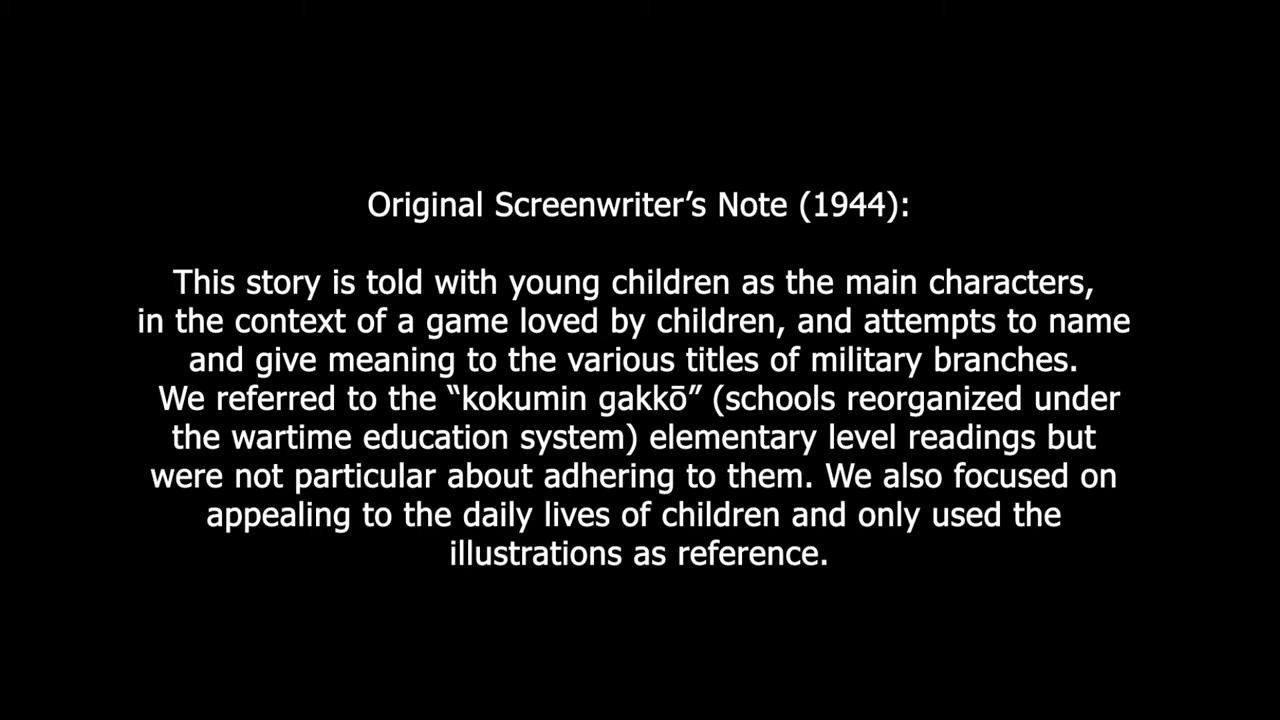 Original Screenwriter’s Note (1944):
This story is told with young children as the main characters,
in the context of a game loved by children, and attempts to name
and give meaning to the various titles of military branches.
We referred to the “kokumin gakkō” (schools reorganized under
the wartime education system) elementary level readings but
were not particular about adhering to them. We also focused on
appealing to the daily lives of children and only used the
illustrations as reference.